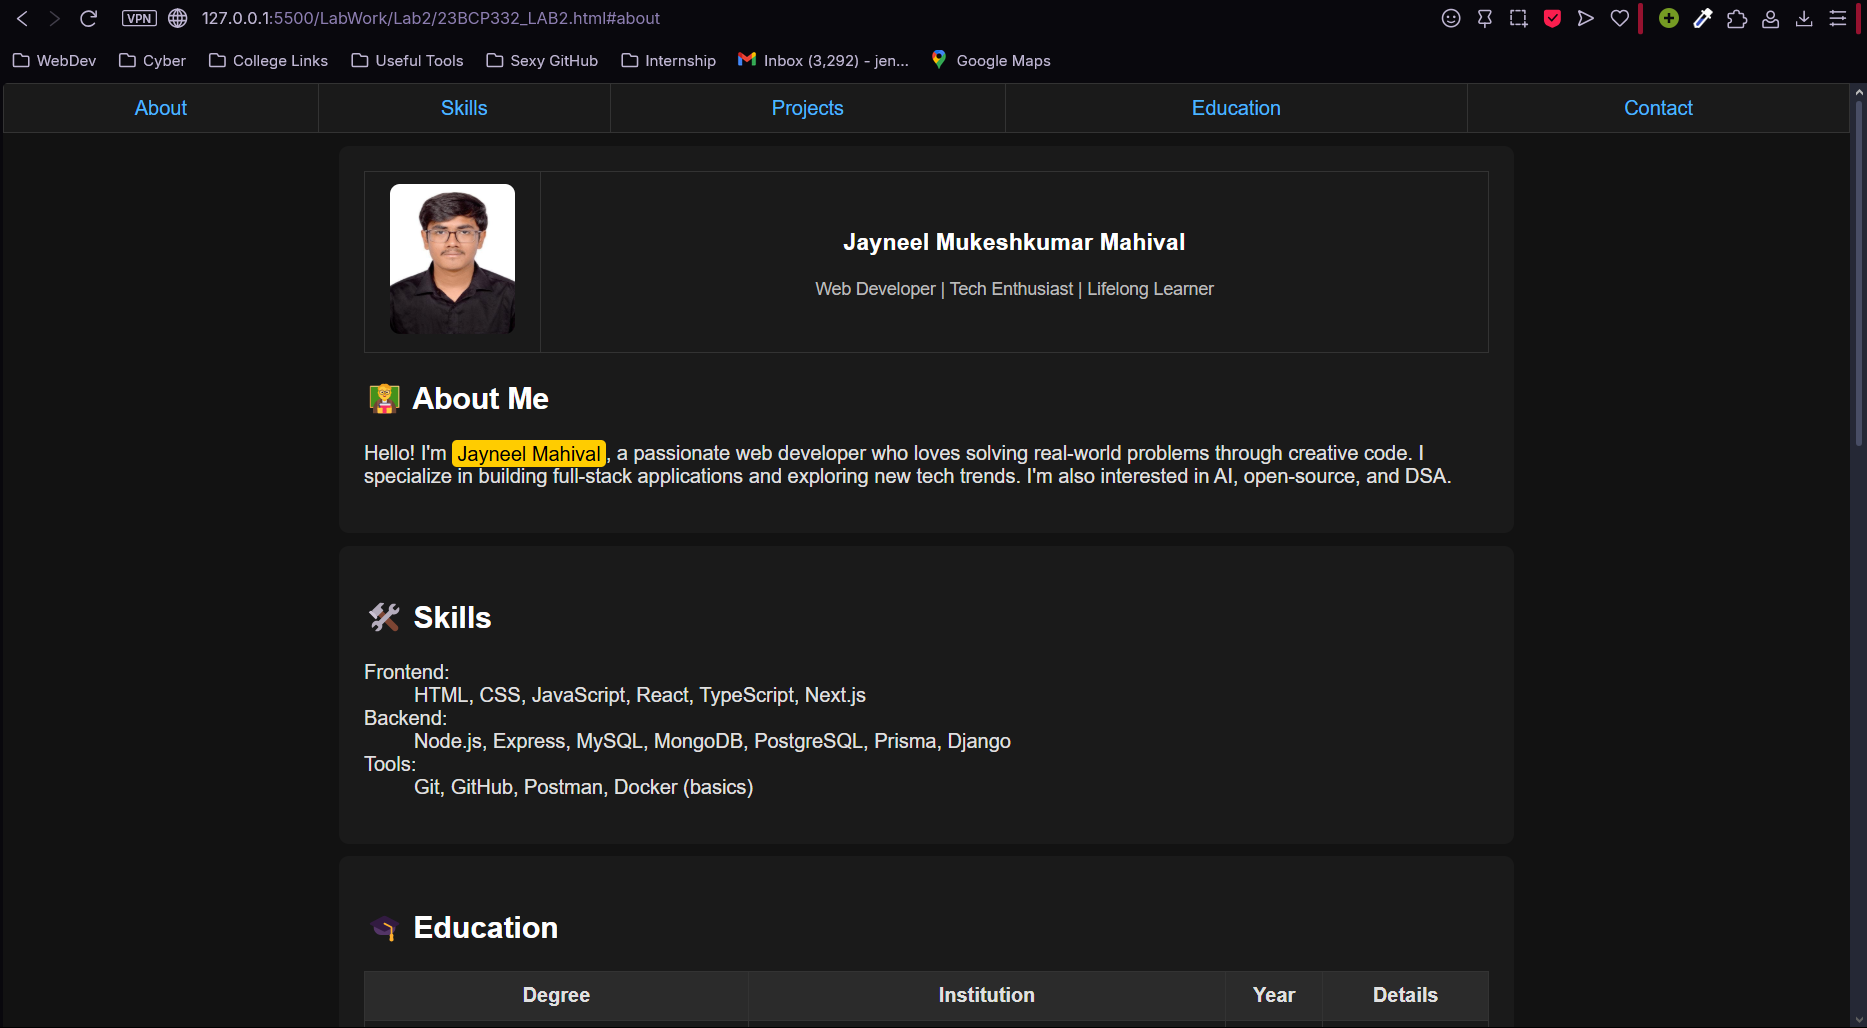 VPN 127.0.0.1:5500/LabWork/Lab2/23BCP332_LAB2.html#about
WebDev Cyber College Links Useful Tools Sexy GitHub Internship Inbox (3,292) - jen... Google Maps
About Skills Projects Education Contact
Jayneel Mukeshkumar Mahival
Web Developer | Tech Enthusiast | Lifelong Learner
About Me
Hello! I'm Jayneel Mahival, a passionate web developer who loves solving real-world problems through creative code. I
specialize in building full-stack applications and exploring new tech trends. I'm also interested in AI, open-source, and DSA.
Skills
Frontend:
HTML, CSS, JavaScript, React, TypeScript, Next.js
Backend:
Node.js, Express, MySQL, MongoDB, PostgreSQL, Prisma, Django
Tools:
Git, GitHub, Postman, Docker (basics)
Education
Degree Institution Year Details